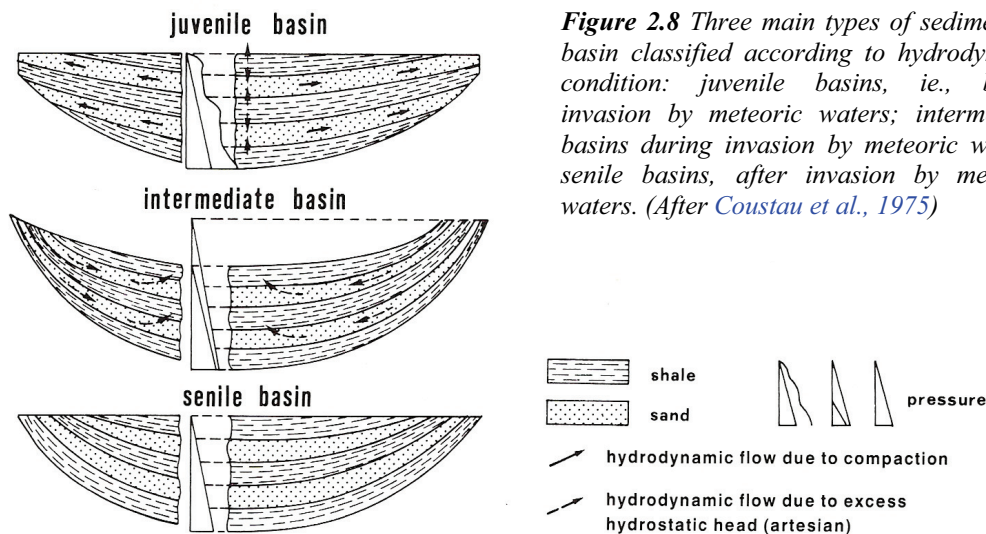 juvenile basin
intermediate basin
senile basin
Figure 2.8 Three main types of sedime
basin classified according to hydrody
condition: juvenile basins, ie.,
invasion by meteoric waters; interm
basins during invasion by meteoric w
senile basins, after invasion by me
waters. (After Coustau et al., 1975)
shale
sand
pressure
hydrodynamic flow due to compaction
hydrodynamic flow due to excess
hydrostatic head (artesian)